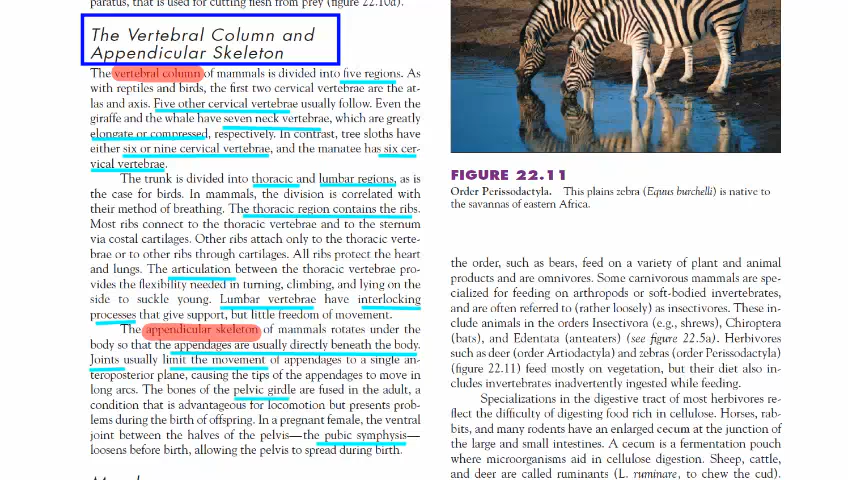 paratus, that is used for cutting flesh from prey (figure 22.10a).
The Vertebral Column and
Appendicular Skeleton
The vertebral column of mammals is divided into five regions. As
with reptiles and birds, the first two cervical vertebrae are the at-
las and axis. Five other cervical vertebrae usually follow. Even the
giraffe and the whale have seven neck vertebrae, which are greatly
elongate or compressed, respectively. In contrast, tree sloths have
either six or nine cervical vertebrae, and the manatee has six cer-
vical vertebrae.
The trunk is divided into thoracic and lumbar regions, as is
the case for birds. In mammals, the division is correlated with
their method of breathing. The thoracic region contains the ribs.
Most ribs connect to the thoracic vertebrae and to the sternum
via costal cartilages. Other ribs attach only to the thoracic verte-
brae or to other ribs through cartilages. All ribs protect the heart
and lungs. The articulation between the thoracic vertebrae pro-
vides the flexibility needed in turning, climbing, and lying on the
side to suckle young. Lumbar vertebrae have interlocking
processes that give support, but little freedom of movement.
The appendicular skeleton of mammals rotates under the
body so that the appendages are usually directly beneath the body.
Joints usually limit the movement of appendages to a single an-
teroposterior plane, causing the tips of the appendages to move in
long arcs. The bones of the pelvic girdle are fused in the adult, a
condition that is advantageous for locomotion but presents prob-
lems during the birth of offspring. In a pregnant female, the ventral
joint between the halves of the pelvis—the pubic symphysis—
loosens before birth, allowing the pelvis to spread during birth.
FIGURE 22.11
Order Perissodactyla. This plains zebra (Equus burchelli) is native to
the savannas of eastern Africa.
the order, such as bears, feed on a variety of plant and animal
products and are omnivores. Some carnivorous mammals are spe-
cialized for feeding on arthropods or soft-bodied invertebrates,
and are often referred to (rather loosely) as insectivores. These in-
clude animals in the orders Insectivora (e.g., shrews), Chiroptera
(bats), and Edentata (anteaters) (see figure 22.5a). Herbivores
such as deer (order Artiodactyla) and zebras (order Perissodactyla)
(figure 22.11) feed mostly on vegetation, but their diet also in-
cludes invertebrates inadvertently ingested while feeding.
Specializations in the digestive tract of most herbivores re-
flect the difficulty of digesting food rich in cellulose. Horses, rab-
bits, and many rodents have an enlarged cecum at the junction of
the large and small intestines. A cecum is a fermentation pouch
where microorganisms aid in cellulose digestion. Sheep, cattle,
and deer are called ruminants (L. ruminare, to chew the cud).